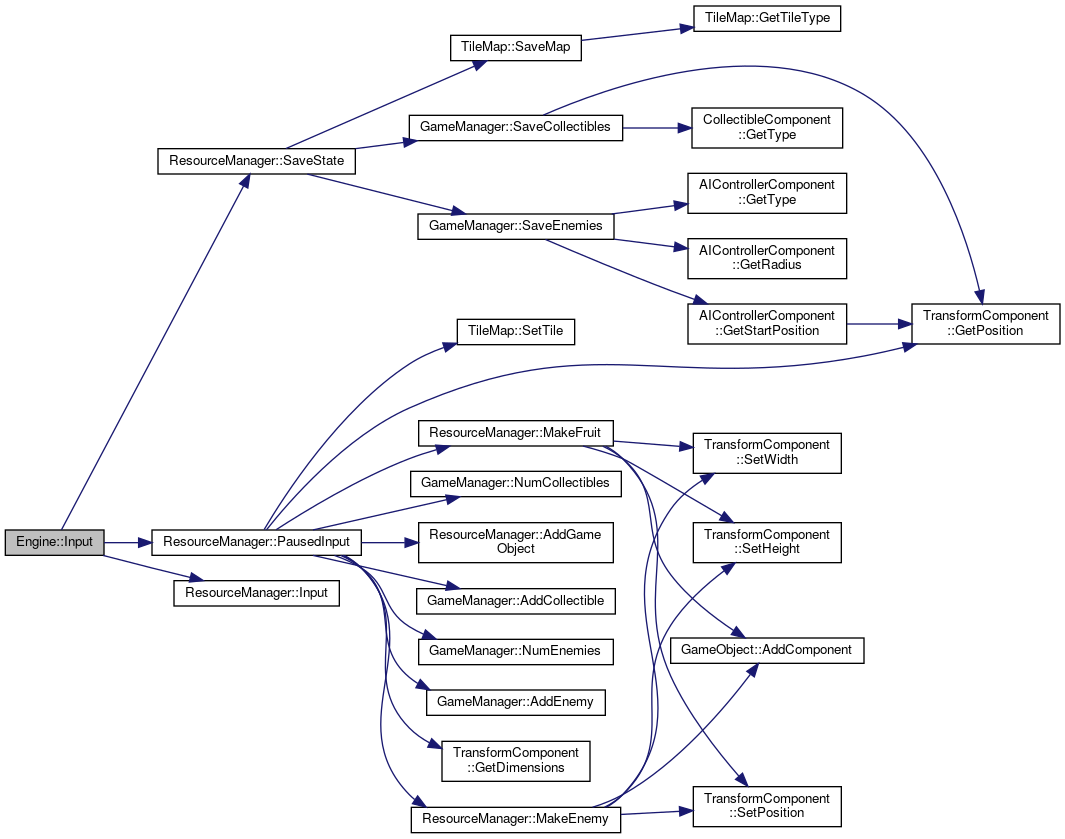 TileMap::GetTileType
TileMap::SaveMap
CollectibleComponent
::GetType
GameManager::SaveCollectibles
ResourceManager::SaveState
AIControllerComponent
::GetType
GameManager::SaveEnemies
AIControllerComponent
::GetRadius
AIControllerComponent
::GetStartPosition
TransformComponent
::GetPosition
TileMap::SetTile
ResourceManager::MakeFruit
TransformComponent
::SetWidth
GameManager::NumCollectibles
Engine::Input
ResourceManager::PausedInput
ResourceManager::AddGame
Object
TransformComponent
::SetHeight
ResourceManager::Input
GameManager::AddCollectible
GameManager::NumEnemies
GameObject::AddComponent
GameManager::AddEnemy
TransformComponent
::GetDimensions
ResourceManager::MakeEnemy
TransformComponent
::SetPosition